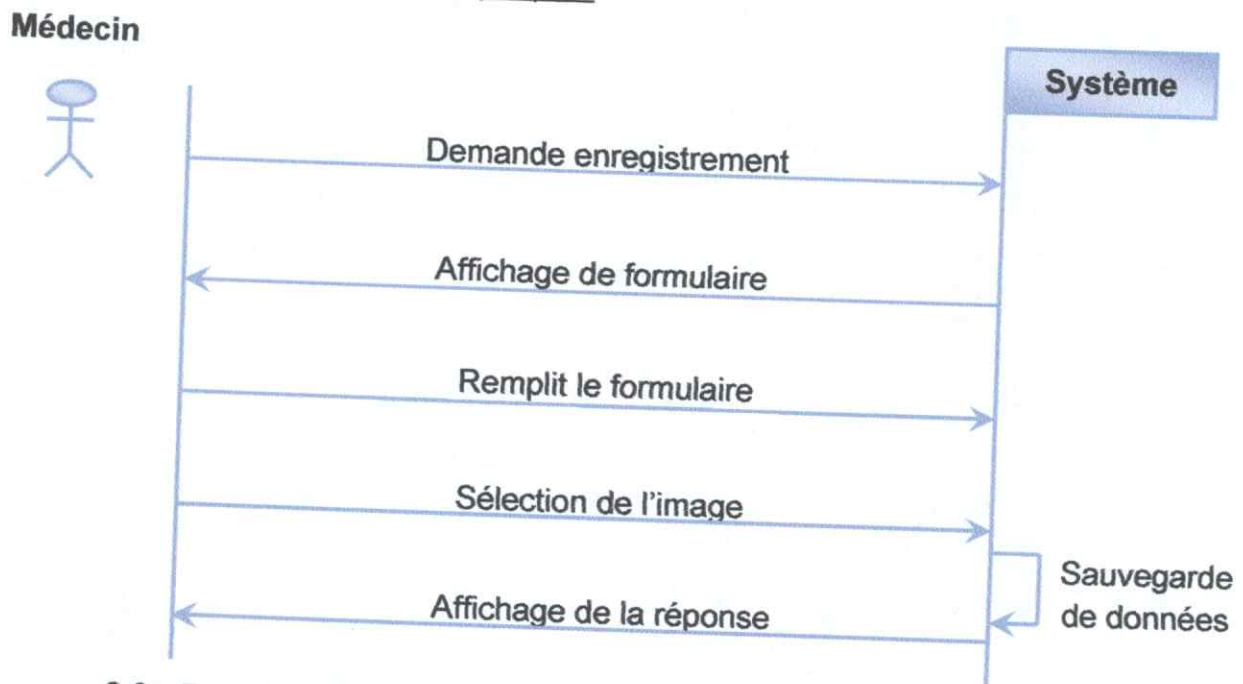 Médecin
Système
Demande enregistrement
Affichage de formulaire
Remplit le formulaire
Sélection de l'image
Sauvegarde
de données
Affichage de la réponse